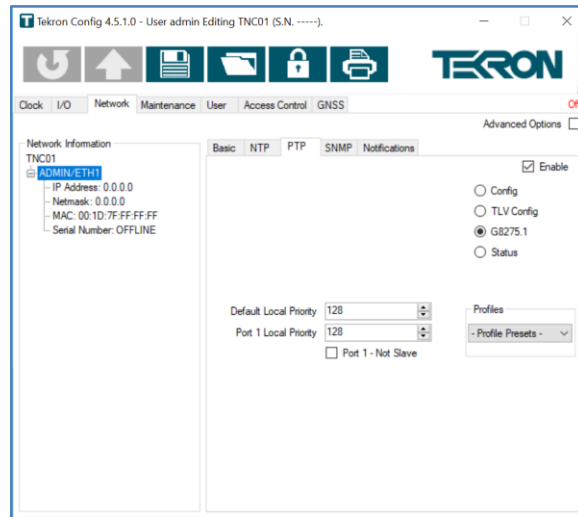 Tekron Config 4.5.1.0 - User admin Editing TNC01 (S.N. -----).
TEKRON
Clock I/O Network Maintenance User Access Control GNSS
Advanced Options
Network Information
TNC01
ADMIN/ETH1
IP Address: 0.0.0.0
Netmask: 0.0.0.0
MAC: 00:1D:7F:FF:FF:FF
Serial Number: OFFLINE
Basic NTP PTP SNMP Notifications
Enable
Config
TLV Config
G8275.1
Status
Default Local Priority 128
Port 1 Local Priority 128
Port 1 - Not Slave
Profiles
- Profile Presets -